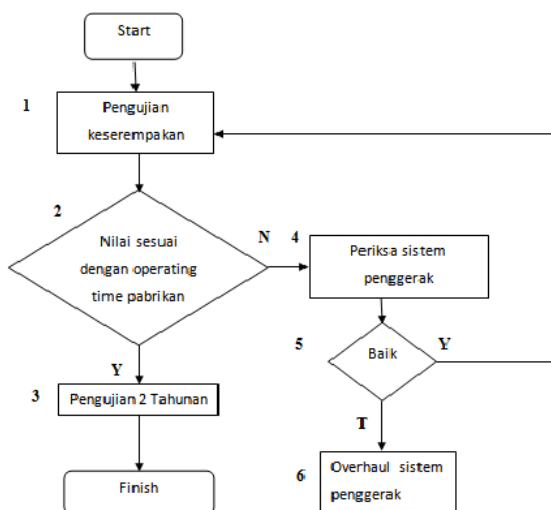 Start
1
Pengujian
keserempakan
2
Nilai sesuai
dengan operating
time pabrikan
N
4
Periksa sistem
penggerak
5
Baik
Y
Y
3
Pengujian 2 Tahunan
T
6
Overhaul sistem
penggerak
Finish